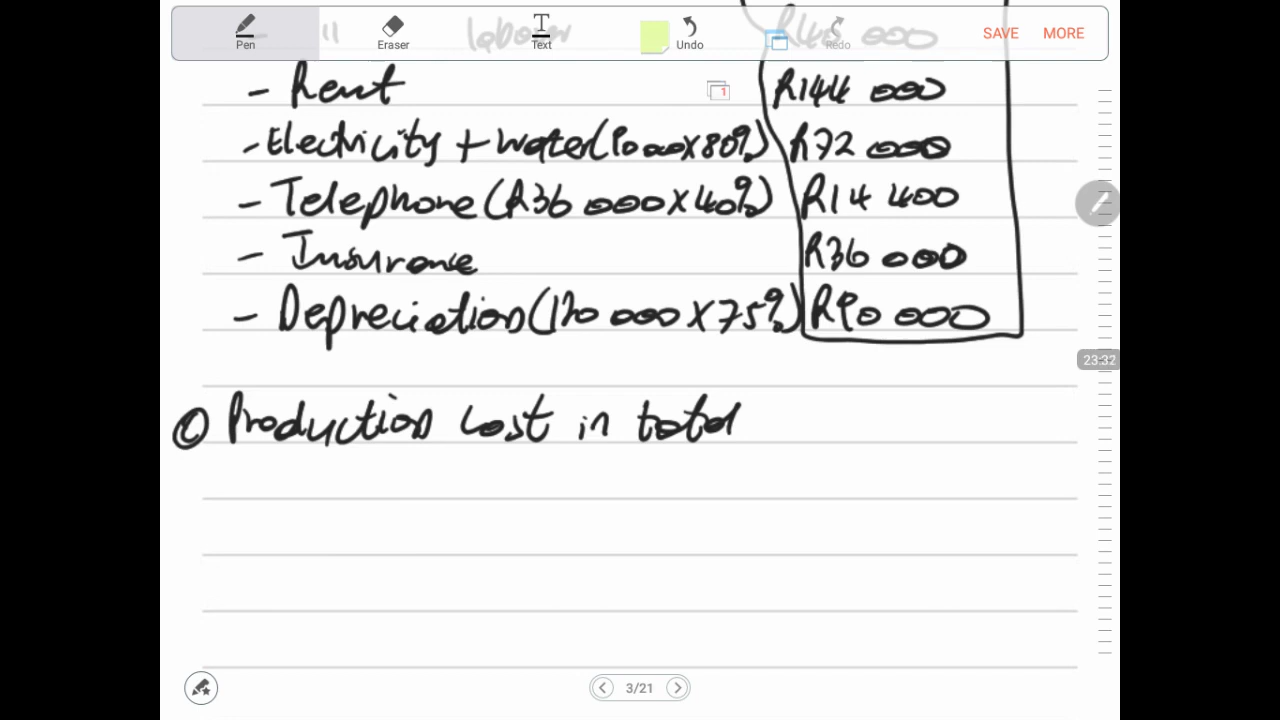 Pen Eraser Text Undo Redo SAVE MORE
- " labour 000
- Rent 1 R144 000
- Electricity + Water (90 000 X 80%) R72 000
- Telephone (R36 000 X 40%) R14 400
- Insurance R36 000
- Depreciation (120 000 X 75%) R90 000
23:32
© Production cost in total
3/21